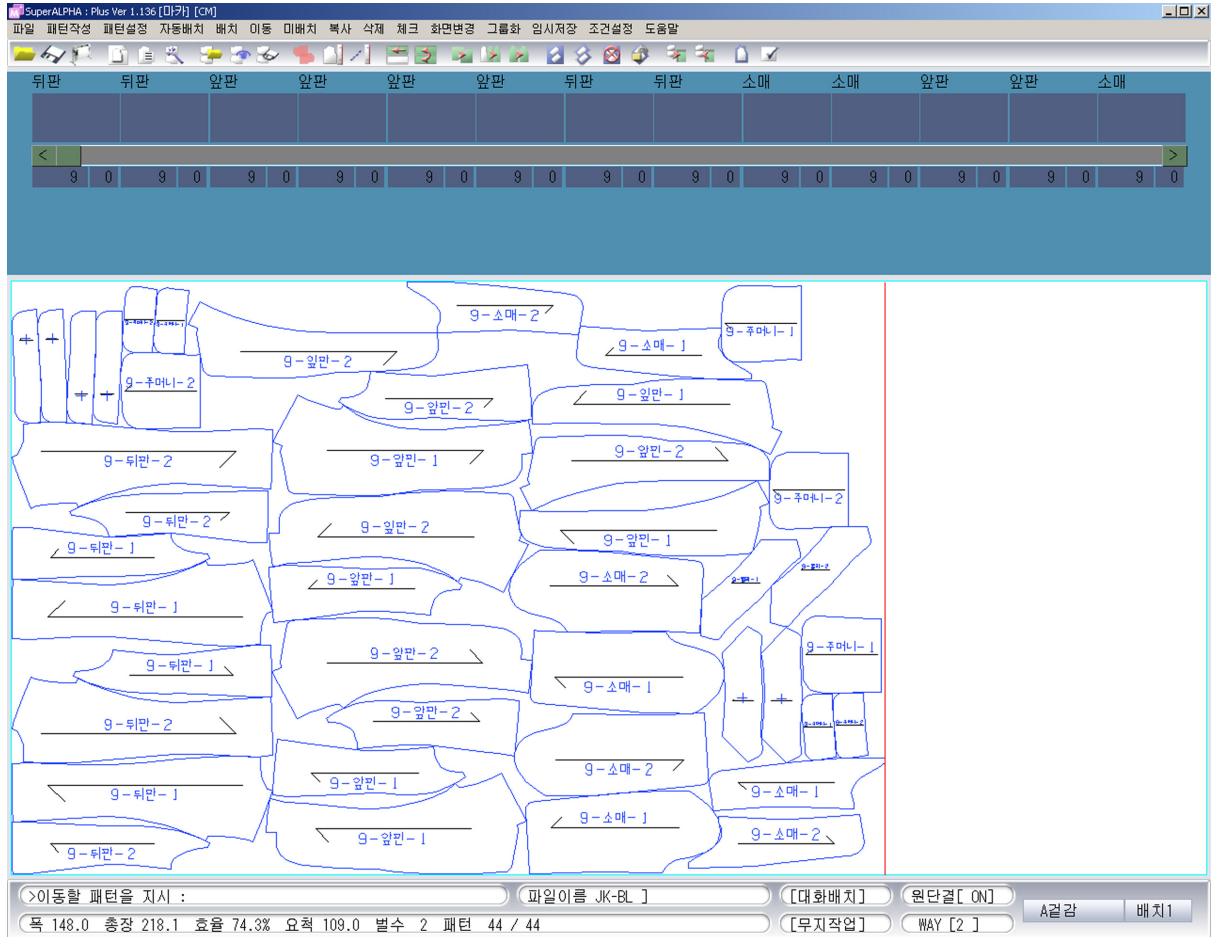 SuperALPHA : Plus Ver 1.136 [마카] [CM]
파일 패턴작성 패턴설정 자동배치 배치 이동 미배치 복사 삭제 체크 화면변경 그룹화 임시저장 조건설정 도움말
뒤판 뒤판 앞판 앞판 앞판 앞판 뒤판 뒤판 소매 소매 앞판 앞판 소매
< >
9 0 9 0 9 0 9 0 9 0 9 0 9 0 9 0 9 0 9 0 9 0 9 0 9 0
9-소매-2
9-주머니-1
9-소매-1
9-앞판-2
9-주머니-2
9-앞판-1
9-앞판-2
9-앞판-2
9-뒤판-2
9-앞판-1
9-주머니-2
9-뒤판-2
9-앞판-2
9-앞판-1
9-뒤판-1
9-앞판-1
9-소매-2
9-뒤판-1
9-앞판-2
9-주머니-1
9-뒤판-1
9-소매-1
9-앞판-2
9-뒤판-2
9-소매-2
9-앞판-1
9-뒤판-1
9-소매-1
9-소매-1
9-앞판-1
9-소매-2
9-뒤판-2
>이동할 패턴을 지시 : 파일이름 JK-BL ] [대화배치] 원단결[ ON]
A겉감 배치1
폭 148.0 총장 218.1 효율 74.3% 요척 109.0 벌수 2 패턴 44 / 44 [무지작업] WAY [2 ]